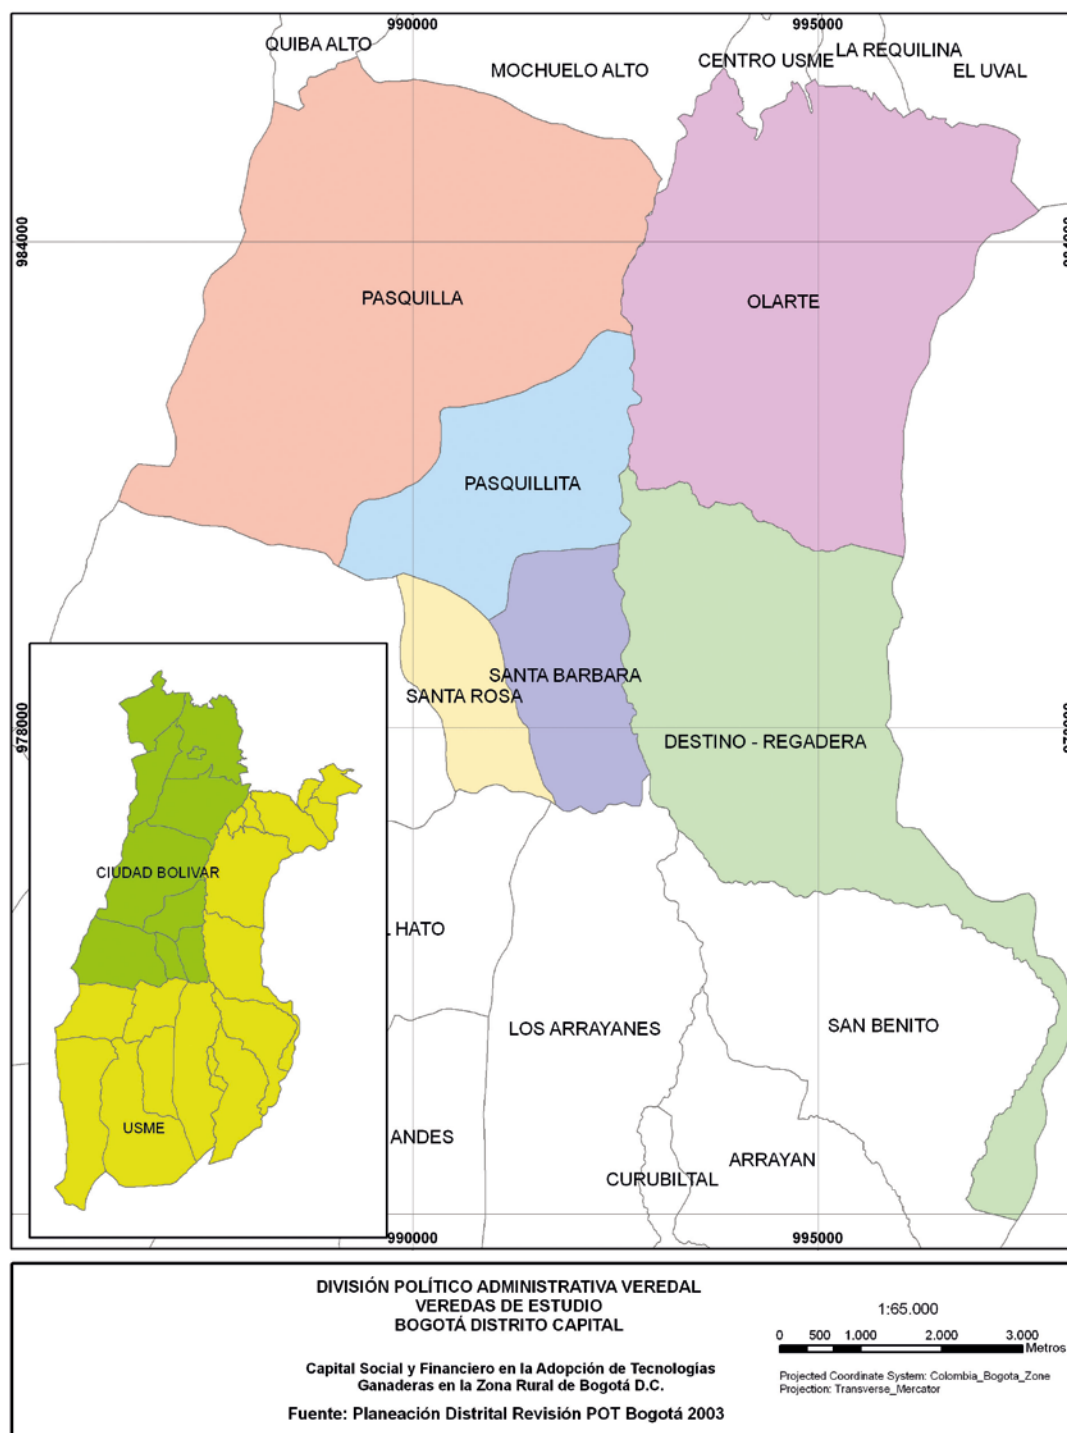 990000
995000
QUIBA ALTO
MOCHUELO ALTO
CENTRO USME
LA REQUILINA
EL UVAL
984000
PASQUILLA
OLARTE
PASQUILLITA
SANTA BARBARA
SANTA ROSA
978000
DESTINO - REGADERA
CIUDAD BOLIVAR
HATO
LOS ARRAYANES
SAN BENITO
USME
ANDES
ARRAYAN
CURUBILTAL
990000
995000
DIVISIÓN POLÍTICO ADMINISTRATIVA VEREDAL
VEREDAS DE ESTUDIO
BOGOTÁ DISTRITO CAPITAL
Capital Social y Financiero en la Adopción de Tecnologías
Ganaderas en la Zona Rural de Bogotá D.C.
Fuente: Planeación Distrital Revisión POT Bogotá 2003
1:65.000
0 500 1.000 2.000 3.000
Metros
Projected Coordinate System: Colombia_Bogota_Zone
Projection: Transverse_Mercator